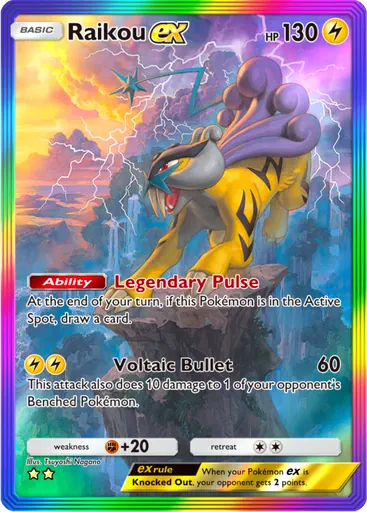 BASIC Raikou ex HP 130
Ability Legendary Pulse
At the end of your turn, if this Pokémon is in the Active
Spot, draw a card.
Voltaic Bullet 60
This attack also does 10 damage to 1 of your opponent's
Benched Pokémon.
weakness +20 retreat
Illus. Tsuyoshi Nagano
ex rule When your Pokémon ex is
Knocked Out, your opponent gets 2 points.